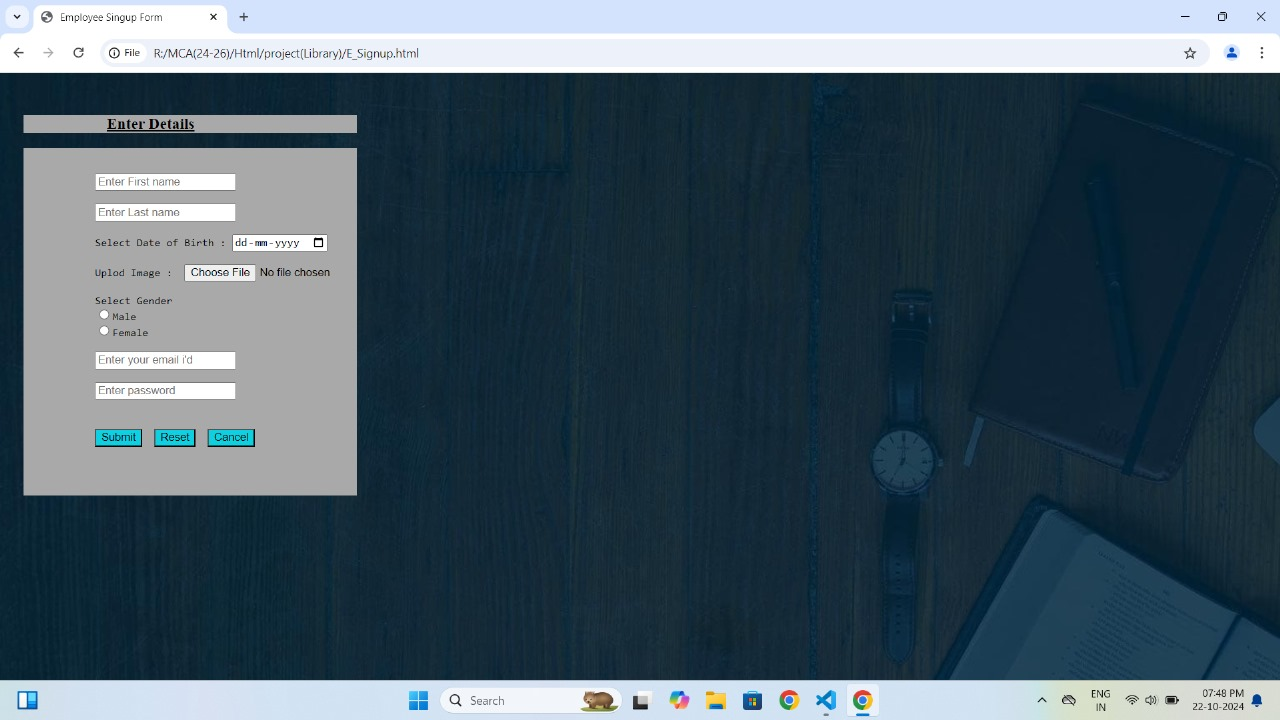 Employee Singup Form
File R:/MCA(24-26)/Html/project(Library)/E_Signup.html
Enter Details
Enter First name
Enter Last name
Select Date of Birth : dd-mm-yyyy
Uplod Image : Choose File No file chosen
Select Gender
Male
Female
Enter your email i'd
Enter password
Submit Reset Cancel
Search
ENG
IN
07:48 PM
22-10-2024